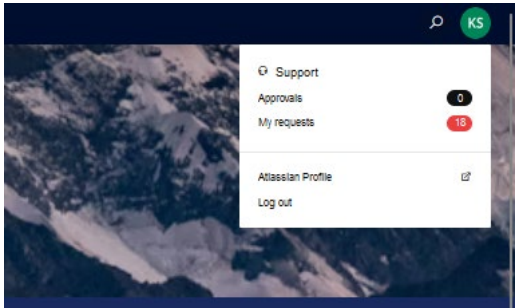 KS
Support
Approvals 0
My requests 18
Atlassian Profile
Log out